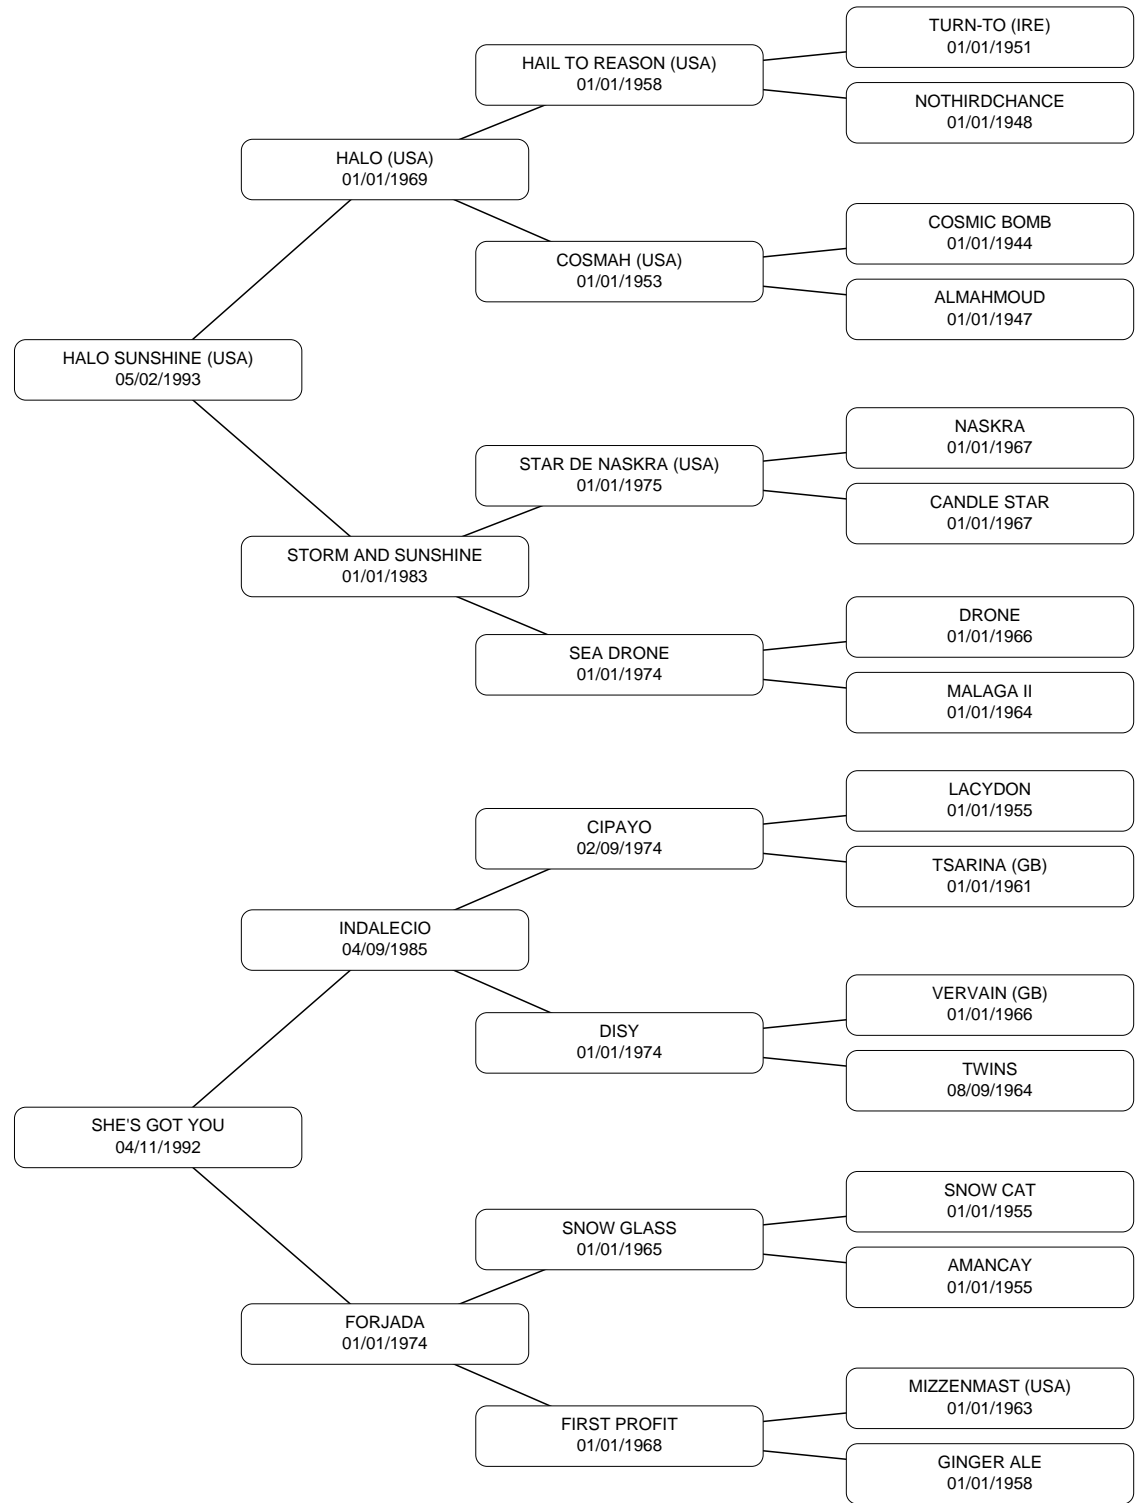 TURN-TO (IRE)
01/01/1951
HAIL TO REASON (USA)
01/01/1958
NOTHIRDCHANCE
01/01/1948
HALO (USA)
01/01/1969
COSMIC BOMB
01/01/1944
COSMAH (USA)
01/01/1953
ALMAHMOUD
01/01/1947
HALO SUNSHINE (USA)
05/02/1993
NASKRA
01/01/1967
STAR DE NASKRA (USA)
01/01/1975
CANDLE STAR
01/01/1967
STORM AND SUNSHINE
01/01/1983
DRONE
01/01/1966
SEA DRONE
01/01/1974
MALAGA II
01/01/1964
LACYDON
01/01/1955
CIPAYO
02/09/1974
TSARINA (GB)
01/01/1961
INDALECIO
04/09/1985
VERVAIN (GB)
01/01/1966
DISY
01/01/1974
TWINS
08/09/1964
SHE'S GOT YOU
04/11/1992
SNOW CAT
01/01/1955
SNOW GLASS
01/01/1965
AMANCAY
01/01/1955
FORJADA
01/01/1974
MIZZENMAST (USA)
01/01/1963
FIRST PROFIT
01/01/1968
GINGER ALE
01/01/1958